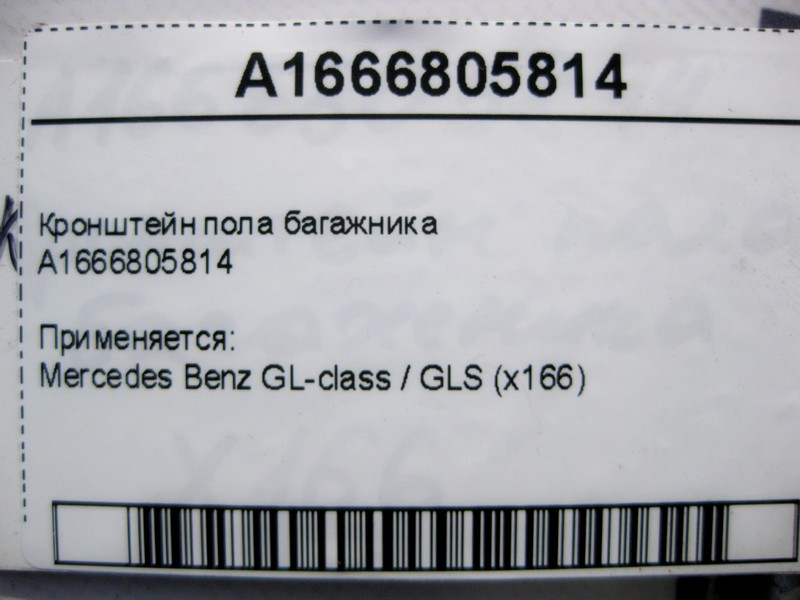 A1666805814
Кронштейн пола багажника
A1666805814
Применяется:
Mercedes Benz GL-class / GLS (x166)